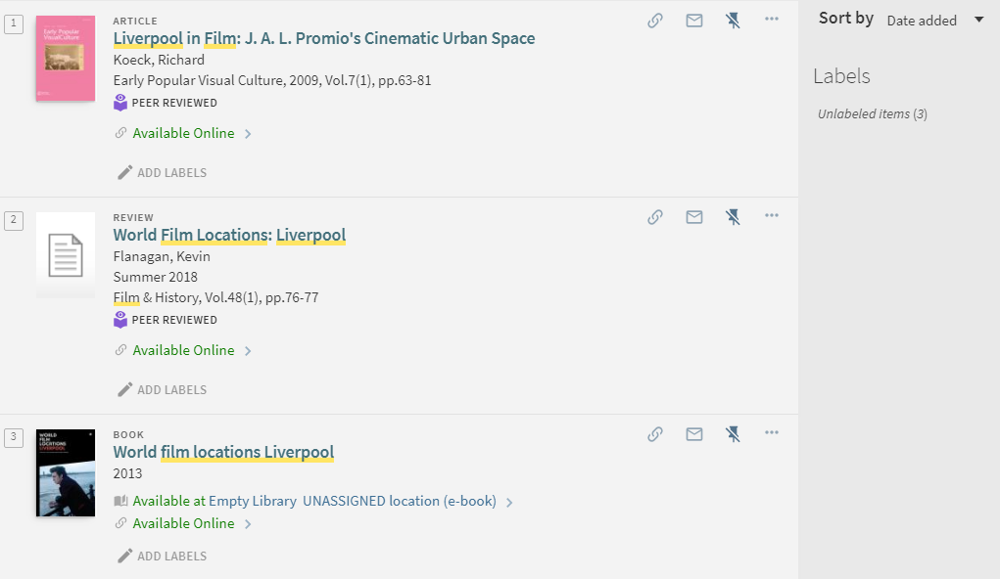 1
ARTICLE
Liverpool in Film: J. A. L. Promio's Cinematic Urban Space
Koeck, Richard
Early Popular Visual Culture, 2009, Vol.7(1), pp.63-81
PEER REVIEWED
Available Online
ADD LABELS
Early Popular
Visual Culture
2
REVIEW
World Film Locations: Liverpool
Flanagan, Kevin
Summer 2018
Film & History, Vol.48(1), pp.76-77
PEER REVIEWED
Available Online
ADD LABELS
3
BOOK
World film locations Liverpool
2013
Available at Empty Library UNASSIGNED location (e-book)
Available Online
ADD LABELS
WORLD
FILM
LOCATIONS
LIVERPOOL
Sort by Date added
Labels
Unlabeled items (3)